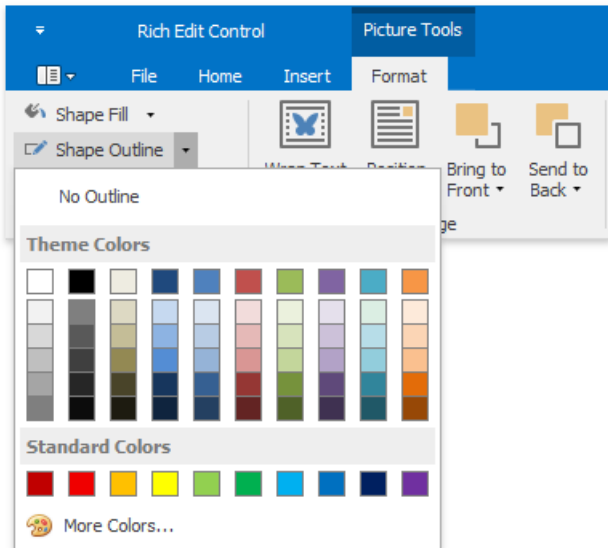 Rich Edit Control
Picture Tools
File Home Insert Format
Shape Fill
Shape Outline
Bring to
Front
Send to
Back
No Outline
Theme Colors
Standard Colors
More Colors...